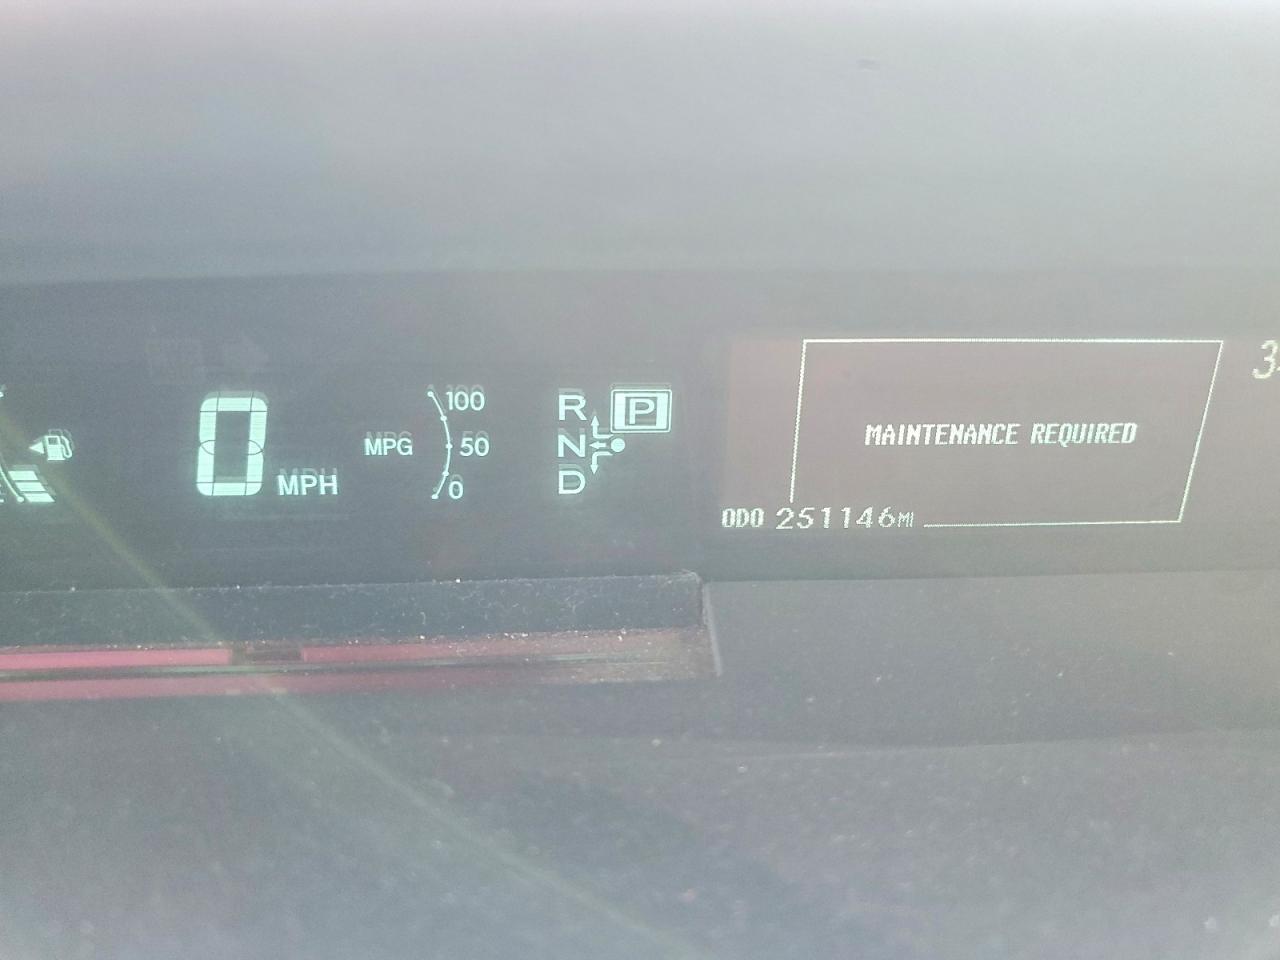 0 MPH
MPG
100
50
0
R
N
D
P
MAINTENANCE REQUIRED
ODO 251146MI